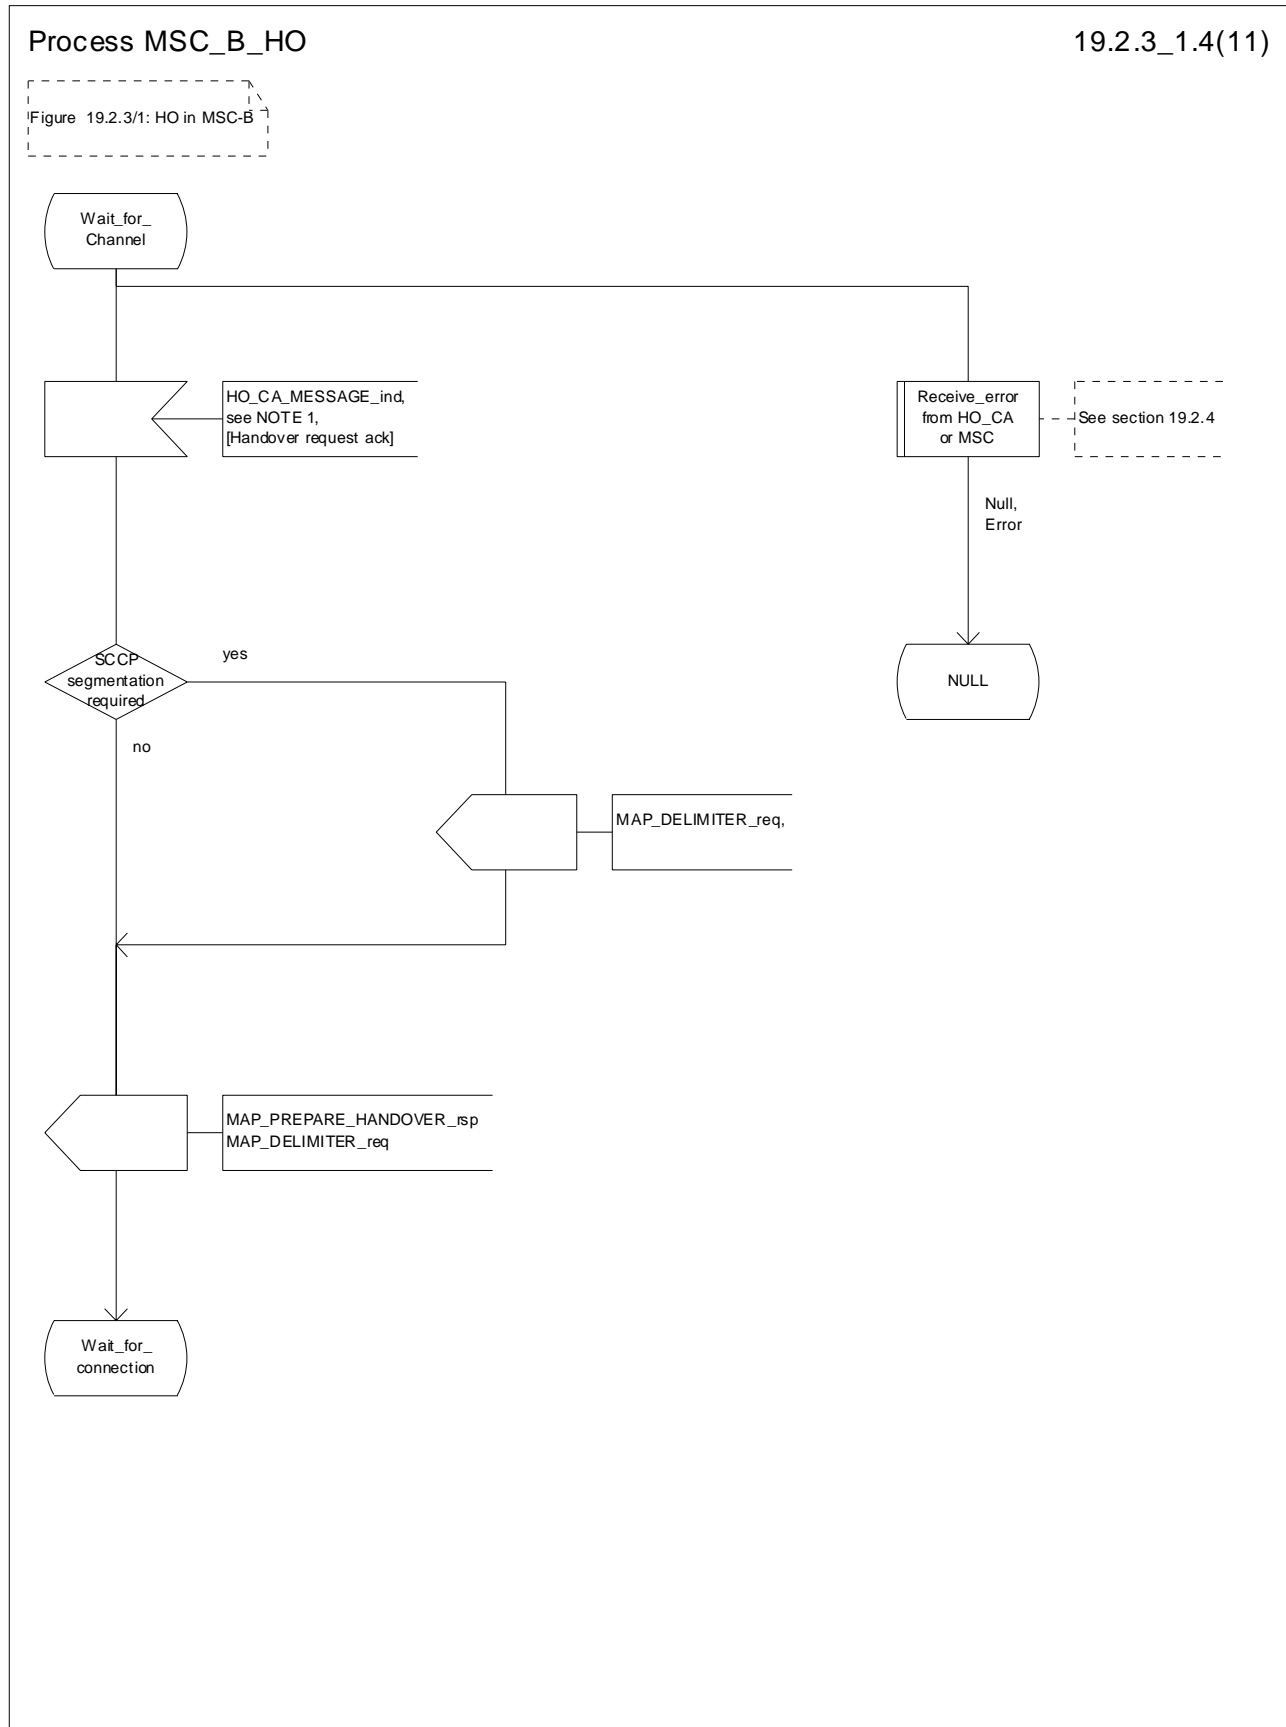 Process MSC_B_HO
19.2.3_1.4(11)
Figure 19.2.3/1: HO in MSC-B
Wait_for_
Channel
HO_CA_MESSAGE_ind,
see NOTE 1,
[Handover request ack]
Receive_error
from HO_CA
or MSC
See section 19.2.4
Null,
Error
SCCP
segmentation
required
yes
NULL
no
MAP_DELIMITER_req,
MAP_PREPARE_HANDOVER_rsp
MAP_DELIMITER_req
Wait_for_
connection